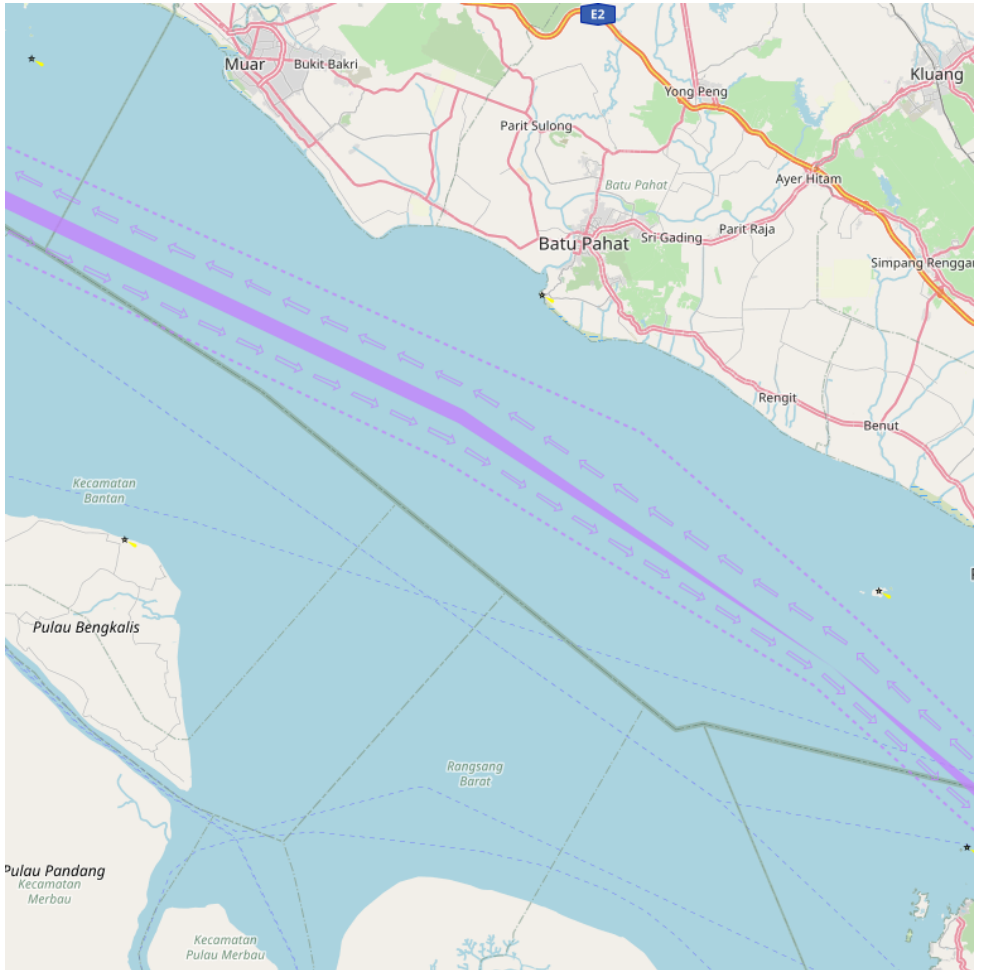 E2
Muar
Bukit Bakri
Kluang
Yong Peng
Parit Sulong
Ayer Hitam
Batu Pahat
Batu Pahat
Sri Gading
Parit Raja
Simpang Rengga
Rengit
Benut
Kecamatan
Bantan
Pulau Bengkalis
Rangsang
Barat
Pulau Pandang
Kecamatan
Merbau
Kecamatan
Pulau Merbau